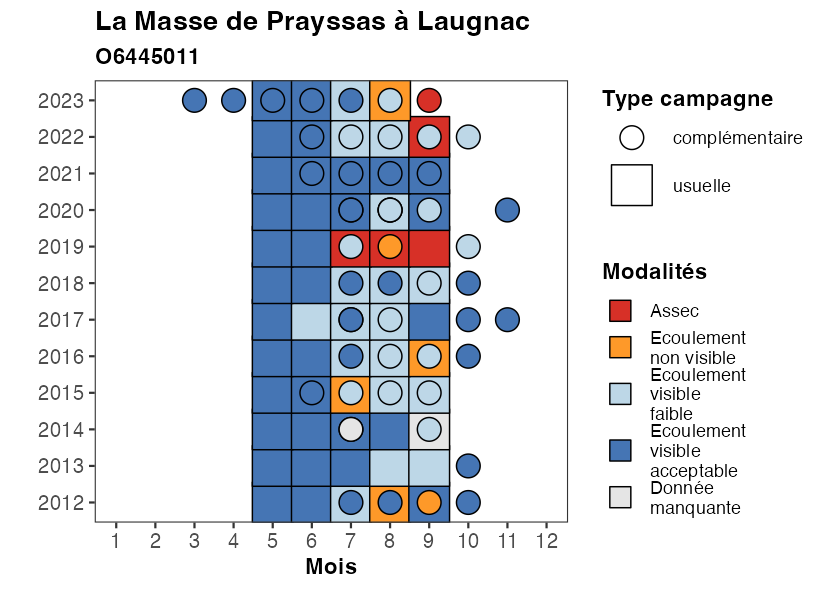 La Masse de Prayssas à Laugnac
O6445011
2023
2022
2021
2020
2019
2018
2017
2016
2015
2014
2013
2012
1 2 3 4 5 6 7 8 9 10 11 12
Mois
Type campagne
complémentaire
usuelle
Modalités
Assec
Ecoulement
non visible
Ecoulement
visible
faible
Ecoulement
visible
acceptable
Donnée
manquante